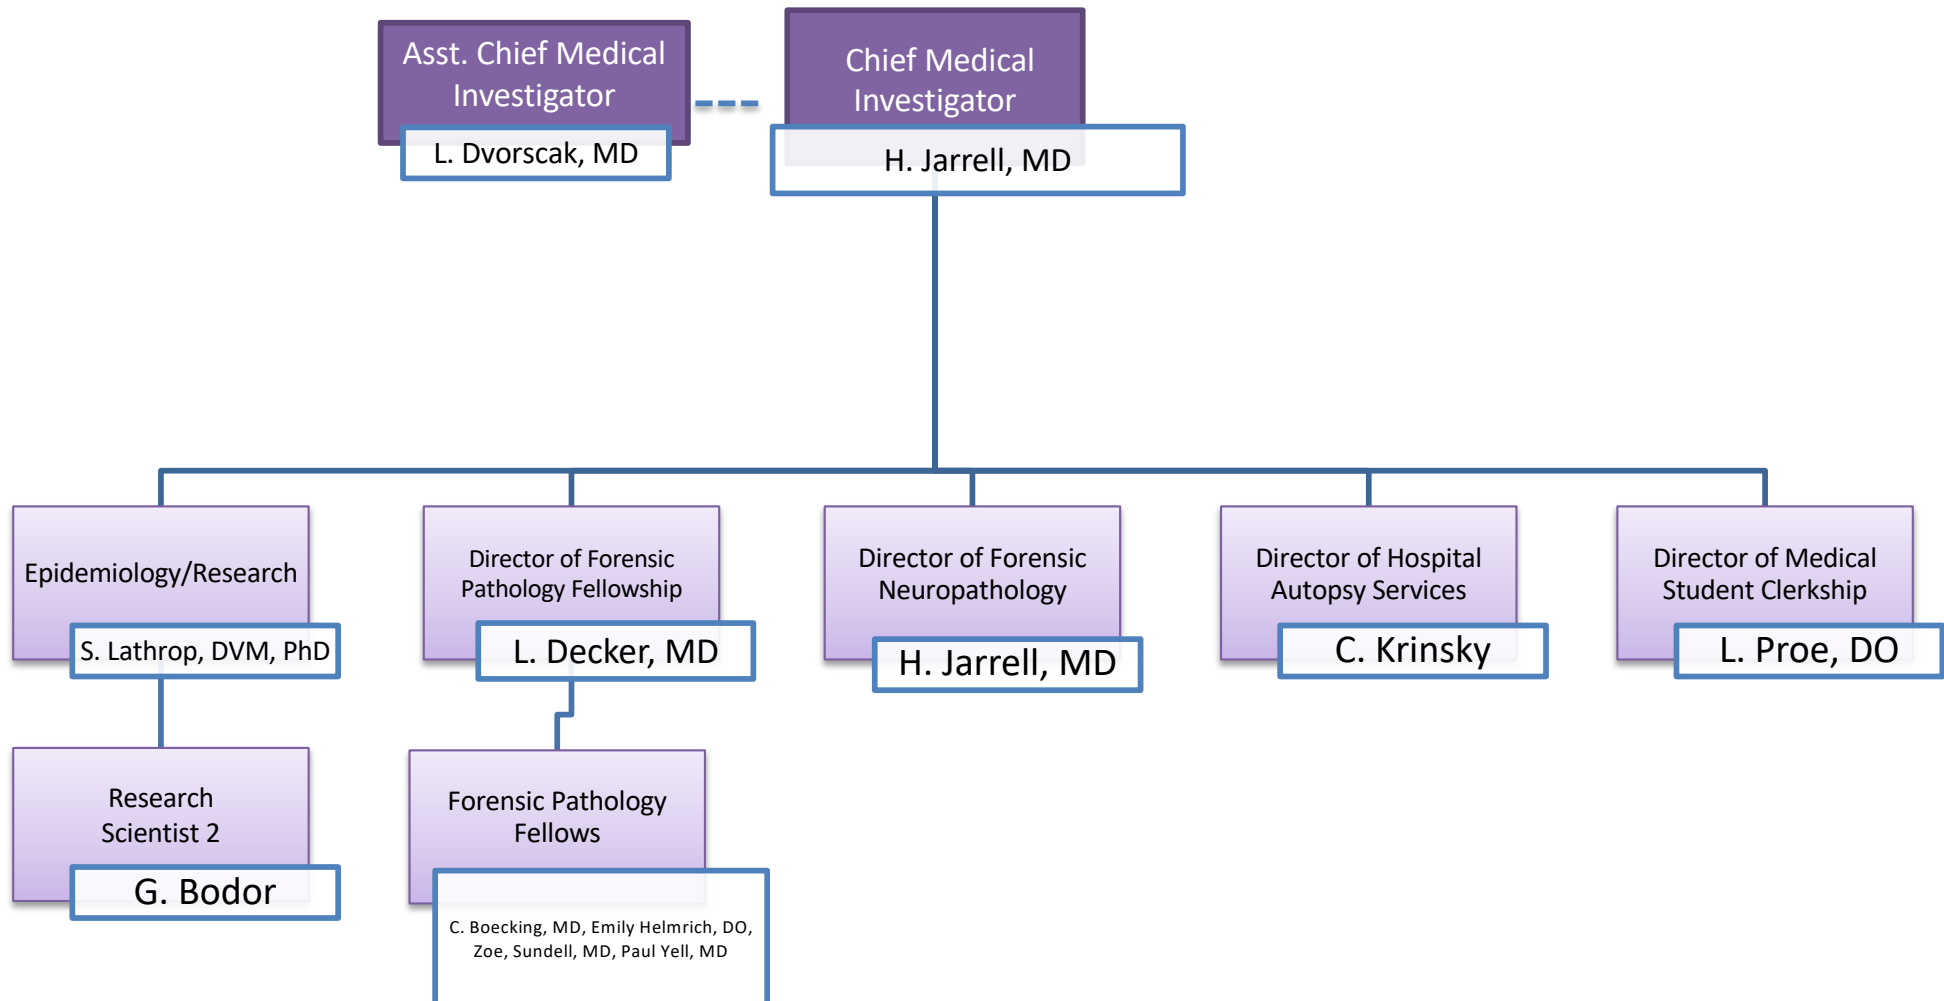 Asst. Chief Medical
Investigator
L. Dvorscak, MD
Chief Medical
Investigator
H. Jarrell, MD
Epidemiology/Research
S. Lathrop, DVM, PhD
Director of Forensic
Pathology Fellowship
L. Decker, MD
Director of Forensic
Neuropathology
H. Jarrell, MD
Director of Hospital
Autopsy Services
C. Krinsky
Director of Medical
Student Clerkship
L. Proe, DO
Research
Scientist 2
G. Bodor
Forensic Pathology
Fellows
C. Boecking, MD, Emily Helmrich, DO,
Zoe, Sundell, MD, Paul Yell, MD